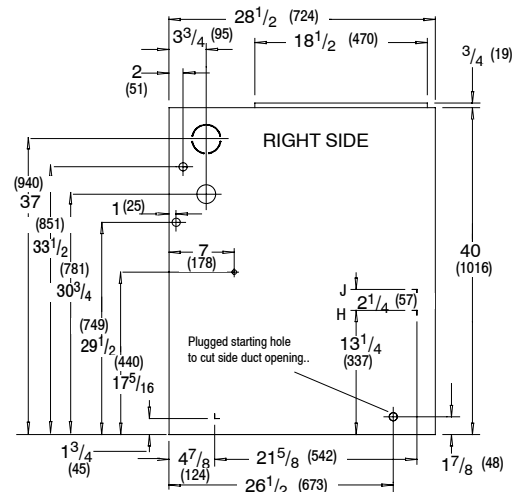 28 1/2 (724)
3 3/4 (95)
18 1/2 (470)
3/4 (19)
2
(51)
RIGHT SIDE
(940)
37
(851)
33 1/2
(781)
30 3/4
1 (25)
(749)
29 1/2
7
(178)
(440)
17 5/16
40
(1016)
J
2 1/4 (57)
H
13 1/4
(337)
Plugged starting hole
to cut side duct opening..
L
1 3/4
(45)
4 7/8
(124)
21 5/8 (542)
1 7/8 (48)
26 1/2 (673)